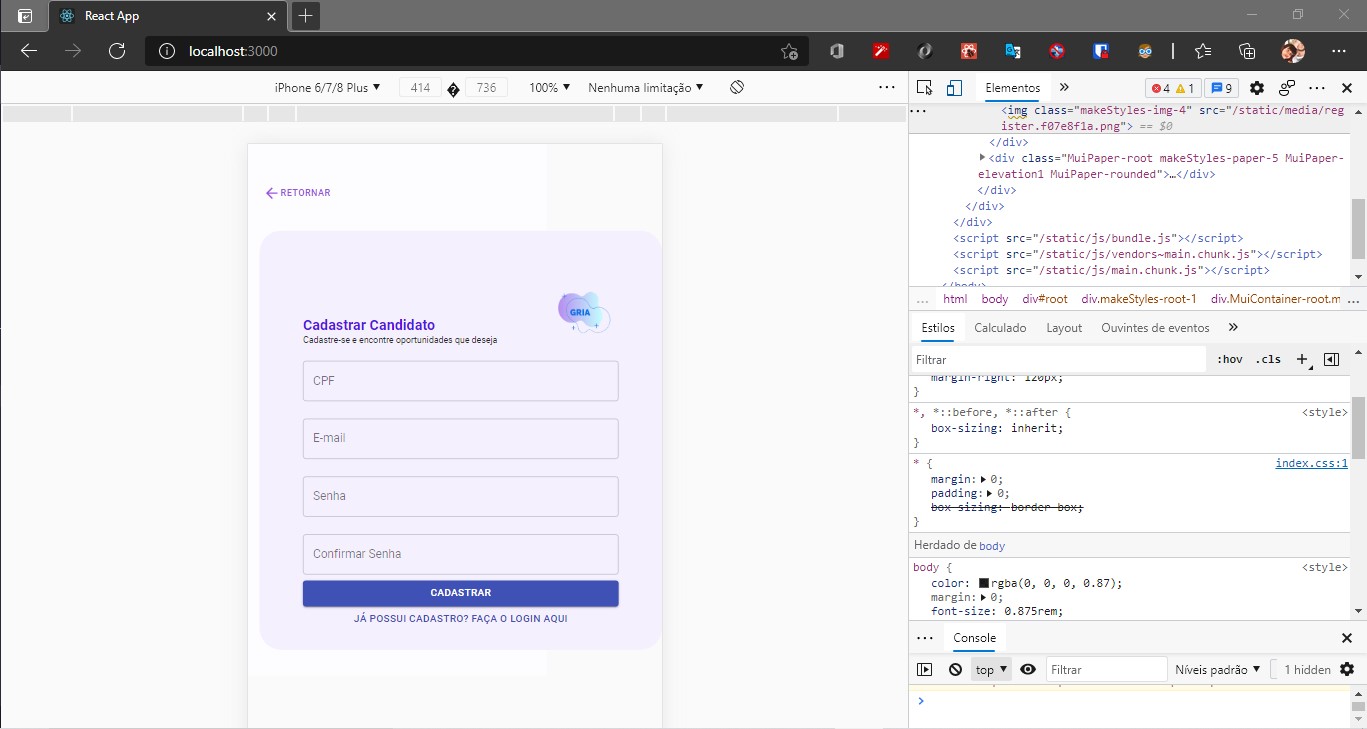 React App
localhost:3000
iPhone 6/7/8 Plus 414 736 100% Nenhuma limitação
RETORNAR
GRIA
Cadastrar Candidato
Cadastre-se e encontre oportunidades que deseja
CPF
E-mail
Senha
Confirmar Senha
CADASTRAR
JÁ POSSUI CADASTRO? FAÇA O LOGIN AQUI
Elementos 4 1 9
<img class="makeStyles-img-4" src="/static/media/reg
ister.f07e8f1a.png"> == $0
</div>
<div class="MuiPaper-root makeStyles-paper-5 MuiPaper-
elevation1 MuiPaper-rounded">…</div>
</div>
</div>
</div>
<script src="/static/js/bundle.js"></script>
<script src="/static/js/vendors~main.chunk.js"></script>
<script src="/static/js/main.chunk.js"></script>
</body>
... html body div#root div.makeStyles-root-1 div.MuiContainer-root.m ...
Estilos Calculado Layout Ouvintes de eventos
Filtrar :hov .cls
margin-right: 120px;
}
*, *::before, *::after { <style>
box-sizing: inherit;
}
* { index.css:1
margin: 0;
padding: 0;
box-sizing: border-box;
}
Herdado de body
body { <style>
color: rgba(0, 0, 0, 0.87);
margin: 0;
font-size: 0.875rem;
Console
top Filtrar Níveis padrão 1 hidden